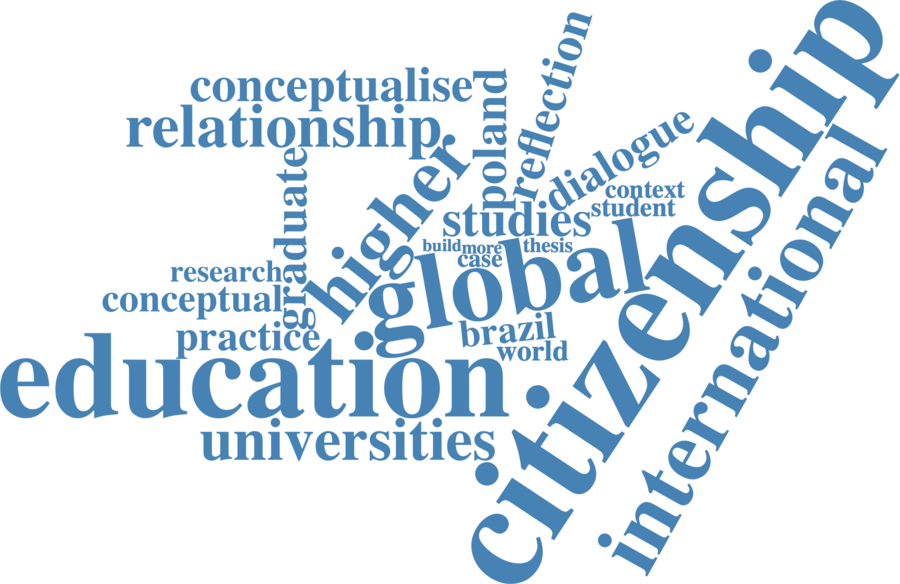 conceptualise
relationship
poland
reflection
higher
dialogue
graduate
context
student
studies
build
more
thesis
case
global
research
conceptual
practice
brazil
world
education
universities
citizenship
international